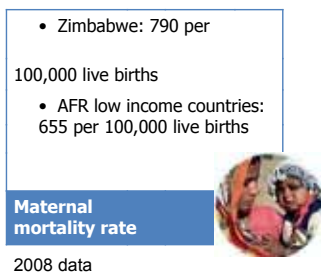 • Zimbabwe: 790 per
100,000 live births
• AFR low income countries:
655 per 100,000 live births
Maternal
mortality rate
2008 data